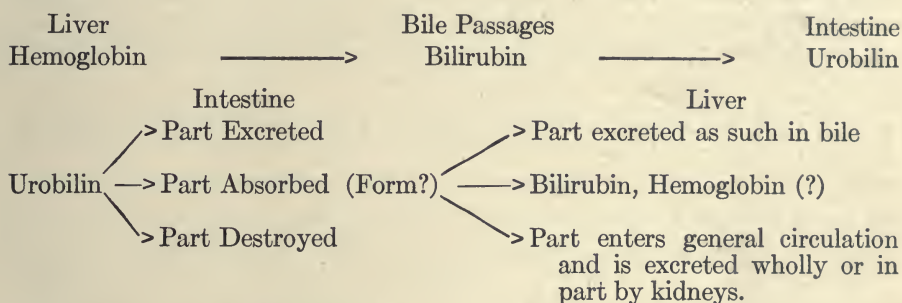 Liver Bile Passages Intestine
Hemoglobin Bilirubin Urobilin
Intestine Liver
Part Excreted Part excreted as such in bile
Urobilin Part Absorbed (Form?) Bilirubin, Hemoglobin (?)
Part Destroyed Part enters general circulation
and is excreted wholly or in
part by kidneys.